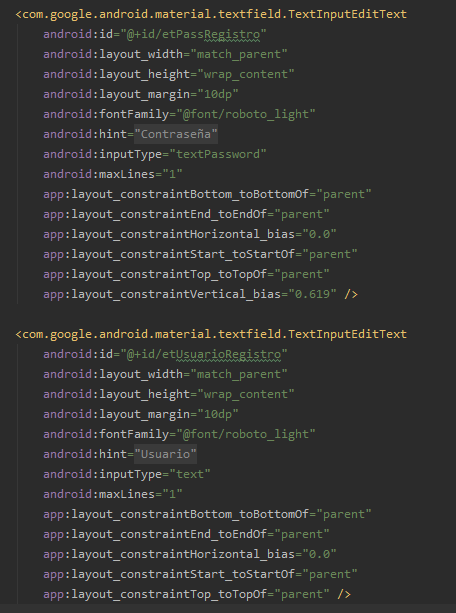 <com.google.android.material.textfield.TextInputEditText
android:id="@+id/etPassRegistro"
android:layout_width="match_parent"
android:layout_height="wrap_content"
android:layout_margin="10dp"
android:fontFamily="@font/roboto_light"
android:hint="Contraseña"
android:inputType="textPassword"
android:maxLines="1"
app:layout_constraintBottom_toBottomOf="parent"
app:layout_constraintEnd_toEndOf="parent"
app:layout_constraintHorizontal_bias="0.0"
app:layout_constraintStart_toStartOf="parent"
app:layout_constraintTop_toTopOf="parent"
app:layout_constraintVertical_bias="0.619" />
<com.google.android.material.textfield.TextInputEditText
android:id="@+id/etUsuarioRegistro"
android:layout_width="match_parent"
android:layout_height="wrap_content"
android:layout_margin="10dp"
android:fontFamily="@font/roboto_light"
android:hint="Usuario"
android:inputType="text"
android:maxLines="1"
app:layout_constraintBottom_toBottomOf="parent"
app:layout_constraintEnd_toEndOf="parent"
app:layout_constraintHorizontal_bias="0.0"
app:layout_constraintStart_toStartOf="parent"
app:layout_constraintTop_toTopOf="parent" />